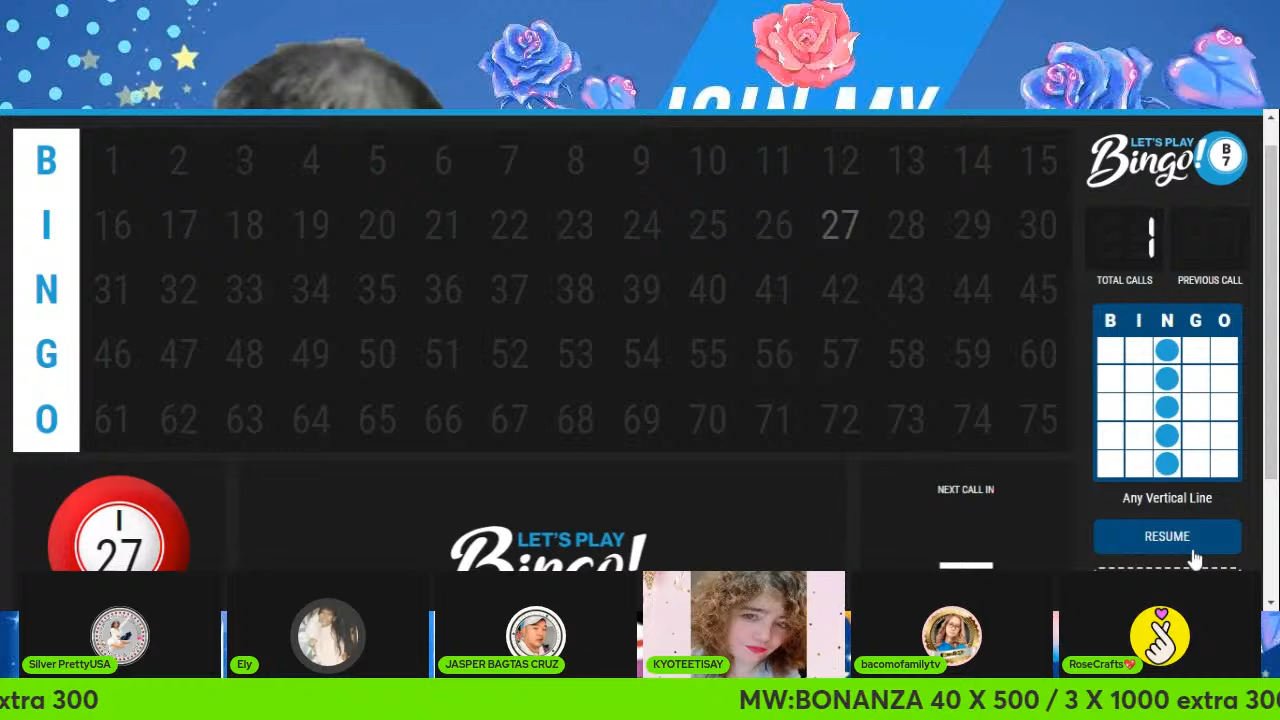 JOIN MY
B 1 2 3 4 5 6 7 8 9 10 11 12 13 14 15
I 16 17 18 19 20 21 22 23 24 25 26 27 28 29 30
N 31 32 33 34 35 36 37 38 39 40 41 42 43 44 45
G 46 47 48 49 50 51 52 53 54 55 56 57 58 59 60
O 61 62 63 64 65 66 67 68 69 70 71 72 73 74 75
LET'S PLAY
Bingo!
B
7
1
TOTAL CALLS PREVIOUS CALL
B I N G O
Any Vertical Line
RESUME
I
27
LET'S PLAY
Bingo!
NEXT CALL IN
Silver PrettyUSA
Ely
JASPER BAGTAS CRUZ
KYOTEETISAY
bacomofamilytv
RoseCrafts💖
xtra 300 MW:BONANZA 40 X 500 / 3 X 1000 extra 300